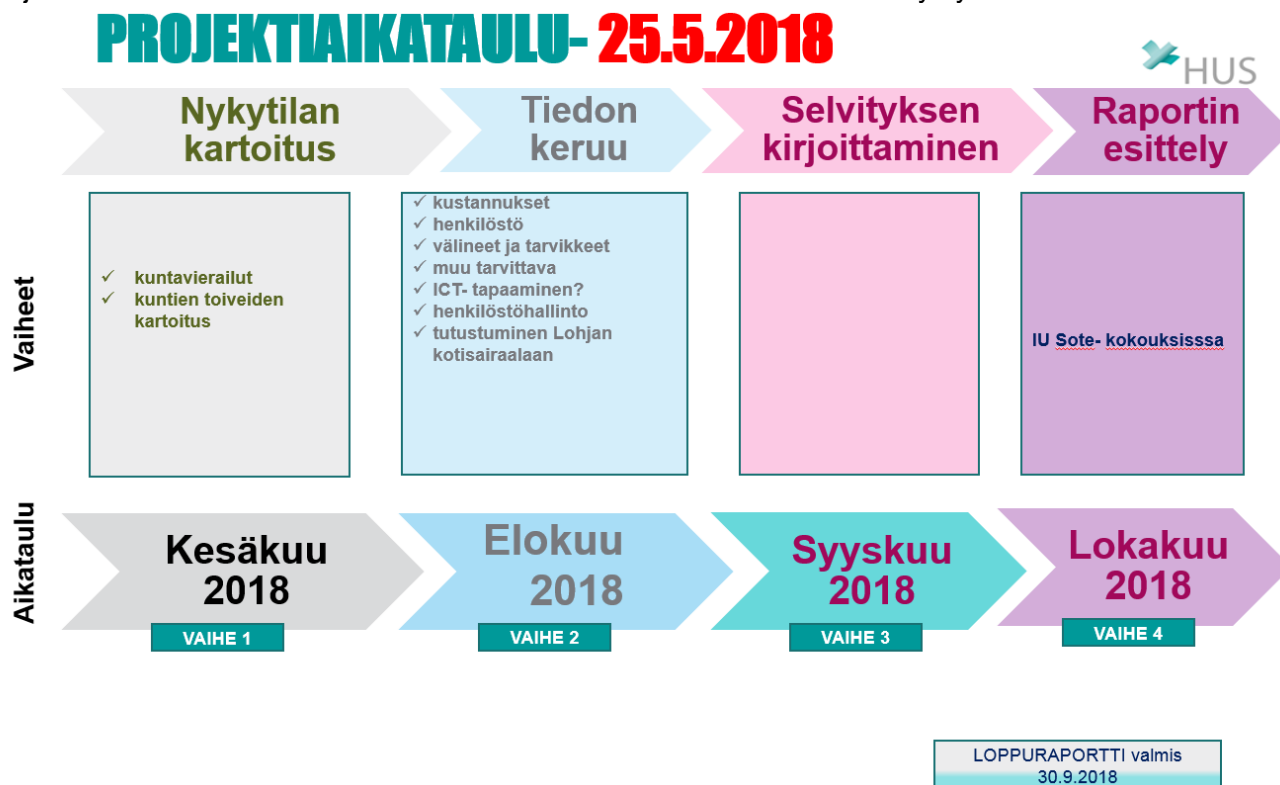 PROJEKTIAIKATAULU- 25.5.2018
HUS
Nykytilan
kartoitus
Tiedon
keruu
Selvityksen
kirjoittaminen
Raportin
esittely
Vaiheet
✓ kuntavierailut
✓ kuntien toiveiden
kartoitus
✓ kustannukset
✓ henkilöstö
✓ välineet ja tarvikkeet
✓ muu tarvittava
✓ ICT- tapaaminen?
✓ henkilöstöhallinto
✓ tutustuminen Lohjan
kotisairaalaan
IU Sote- kokouksisssa
Aikataulu
Kesäkuu
2018
Elokuu
2018
Syyskuu
2018
Lokakuu
2018
VAIHE 1
VAIHE 2
VAIHE 3
VAIHE 4
LOPPURAPORTTI valmis
30.9.2018